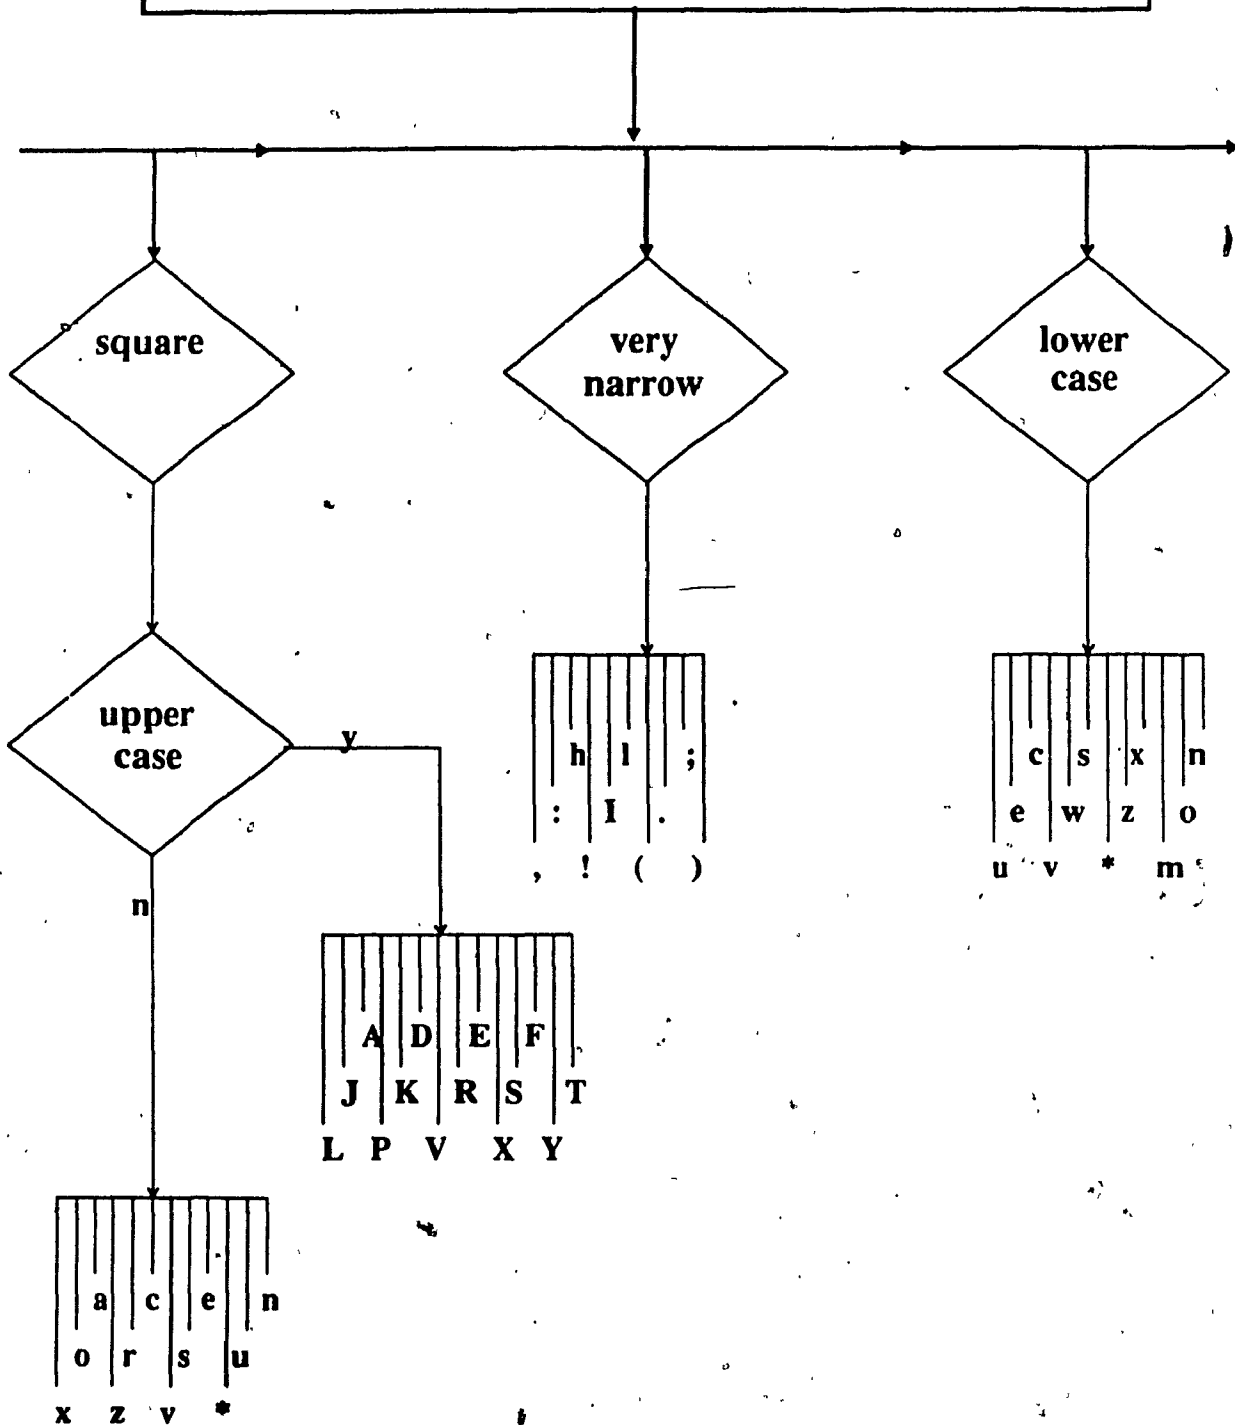 square
very
narrow
lower
case
upper
case
y
n
h l ;
: I .
, ! ( )
c s x n
e w z o
u v * m
A D E F
J K R S T
L P V X Y
a c e n
o r s u
x z v *